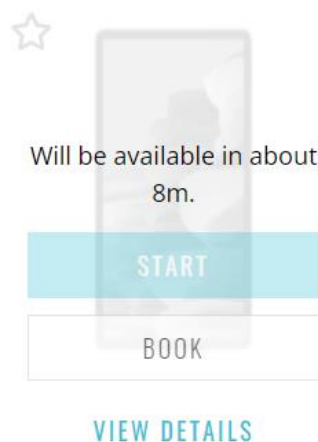 Will be available in about
8m.
START
BOOK
VIEW DETAILS